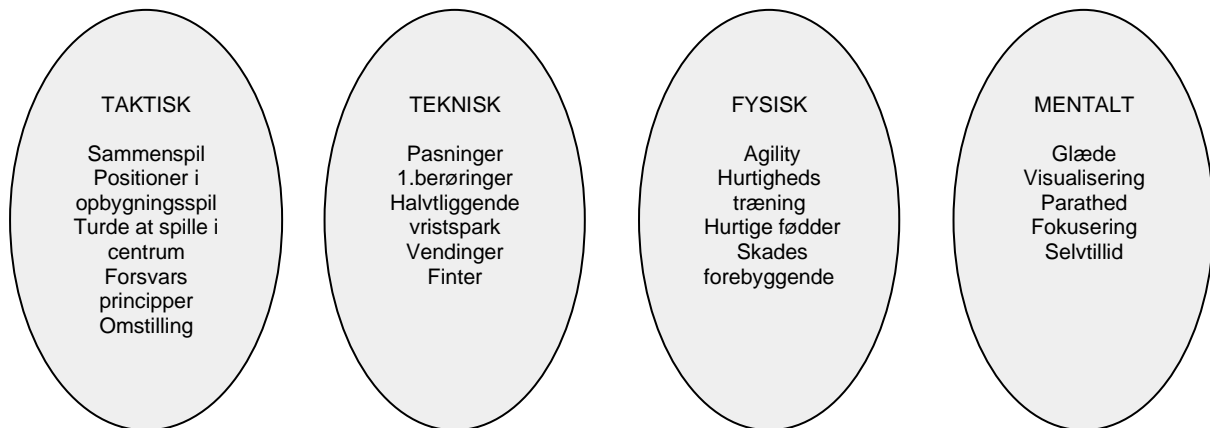 TAKTISK
Sammenspil
Positioner i
opbygningsspil
Turde at spille i
centrum
Forsvars
principper
Omstilling
TEKNISK
Pasninger
1.berøringer
Halvtliggende
vristspark
Vendinger
Finter
FYSISK
Agility
Hurtigheds
træning
Hurtige fødder
Skades
forebyggende
MENTALT
Glæde
Visualisering
Parathed
Fokusering
Selvtillid